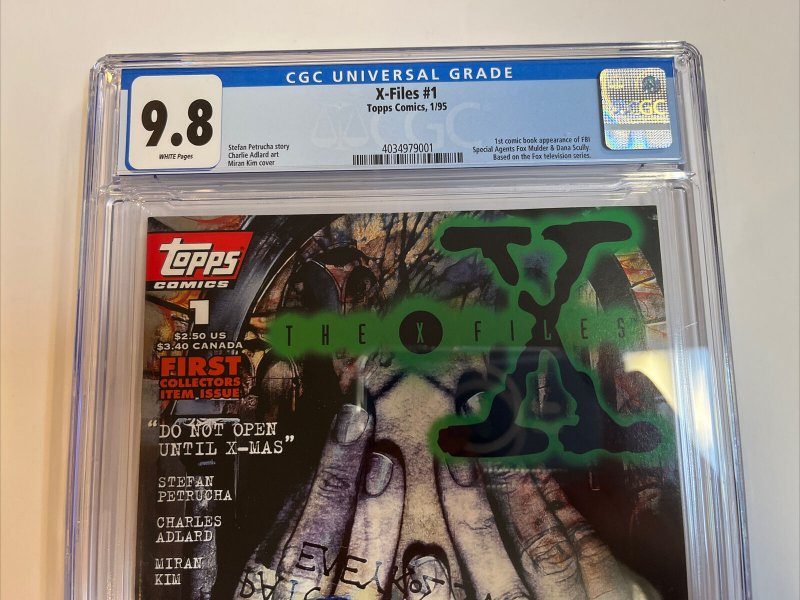 CGC UNIVERSAL GRADE
9.8
WHITE Pages
X-Files #1
Topps Comics, 1/95
Stefan Petrucha story
Charlie Adlard art
Miran Kim cover
4034979001
1st comic book appearance of FBI
Special Agents Fox Mulder & Dana Scully.
Based on the Fox television series.
CGC
CGC
Topps
COMICS
1
$2.50 US
$3.40 CANADA
FIRST
COLLECTORS
ITEM ISSUE
X
THE X FILES
"DO NOT OPEN
UNTIL X-MAS"
STEFAN
PETRUCHA
CHARLES
ADLARD
MIRAN
KIM